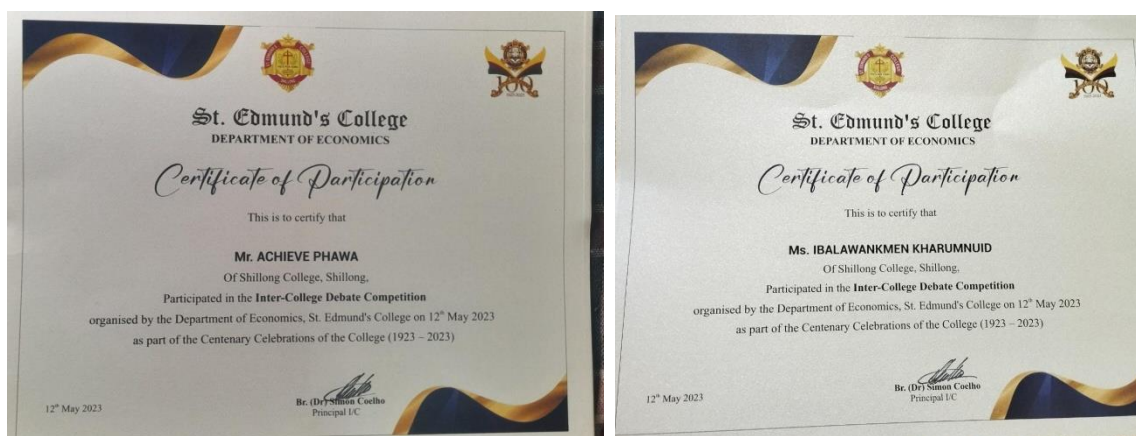 St. Edmund's College
DEPARTMENT OF ECONOMICS
Certificate of Participation
This is to certify that
Mr. ACHIEVE PHAWA
Of Shillong College, Shillong,
Participated in the Inter-College Debate Competition
organised by the Department of Economics, St. Edmund's College on 12th May 2023
as part of the Centenary Celebrations of the College (1923 – 2023)
12th May 2023
Br. (Dr) Simon Coelho
Principal I/C
100
St. Edmund's College
DEPARTMENT OF ECONOMICS
Certificate of Participation
This is to certify that
Ms. IBALAWANKMEN KHARUMNUID
Of Shillong College, Shillong,
Participated in the Inter-College Debate Competition
organised by the Department of Economics, St. Edmund's College on 12th May 2023
as part of the Centenary Celebrations of the College (1923 – 2023)
12th May 2023
Br. (Dr) Simon Coelho
Principal I/C
100